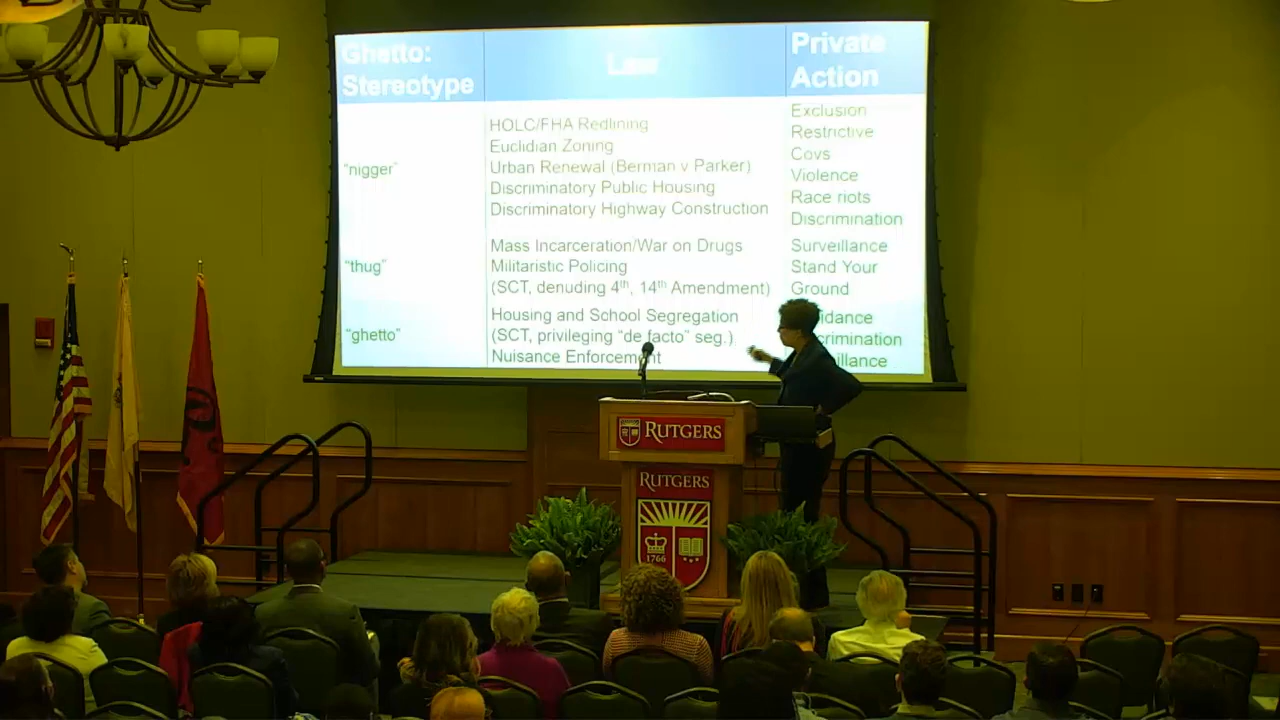 Ghetto:
Stereotype
Law
Private
Action
"nigger"
HOLC/FHA Redlining
Euclidian Zoning
Urban Renewal (Berman v Parker)
Discriminatory Public Housing
Discriminatory Highway Construction
Exclusion
Restrictive
Covs
Violence
Race riots
Discrimination
"thug"
Mass Incarceration/War on Drugs
Militaristic Policing
(SCT, denuding 4th, 14th Amendment)
Surveillance
Stand Your
Ground
"ghetto"
Housing and School Segregation
(SCT, privileging "de facto" seg.)
Nuisance Enforcement
RUTGERS
RUTGERS
1766